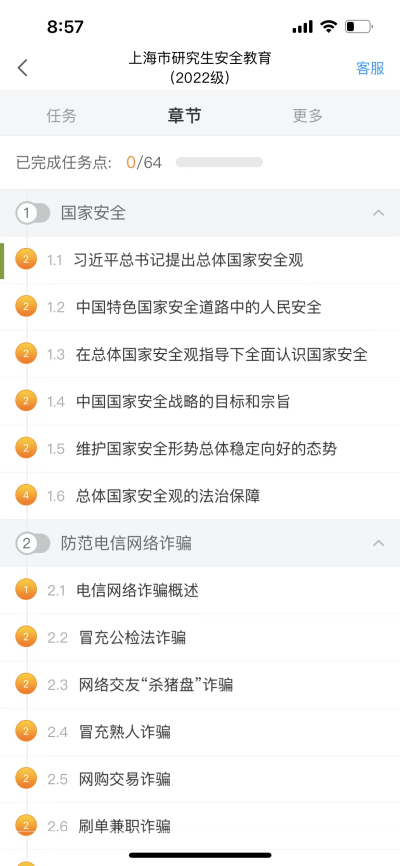 8:57
上海市研究生安全教育
(2022级)
客服
任务
章节
更多
已完成任务点: 0/64
1 国家安全
2 1.1 习近平总书记提出总体国家安全观
2 1.2 中国特色国家安全道路中的人民安全
2 1.3 在总体国家安全观指导下全面认识国家安全
2 1.4 中国国家安全战略的目标和宗旨
2 1.5 维护国家安全形势总体稳定向好的态势
4 1.6 总体国家安全观的法治保障
2 防范电信网络诈骗
1 2.1 电信网络诈骗概述
2 2.2 冒充公检法诈骗
2 2.3 网络交友“杀猪盘”诈骗
2 2.4 冒充熟人诈骗
2 2.5 网购交易诈骗
2 2.6 刷单兼职诈骗